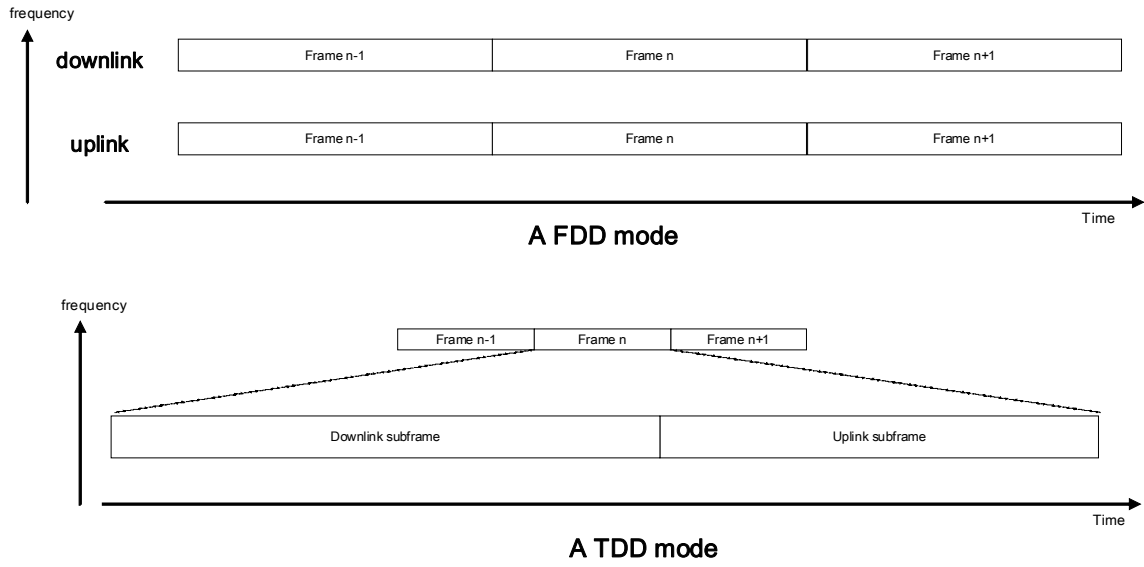 frequency
downlink
Frame n-1
Frame n
Frame n+1
uplink
Frame n-1
Frame n
Frame n+1
Time
A FDD mode
frequency
Frame n-1
Frame n
Frame n+1
Downlink subframe
Uplink subframe
Time
A TDD mode